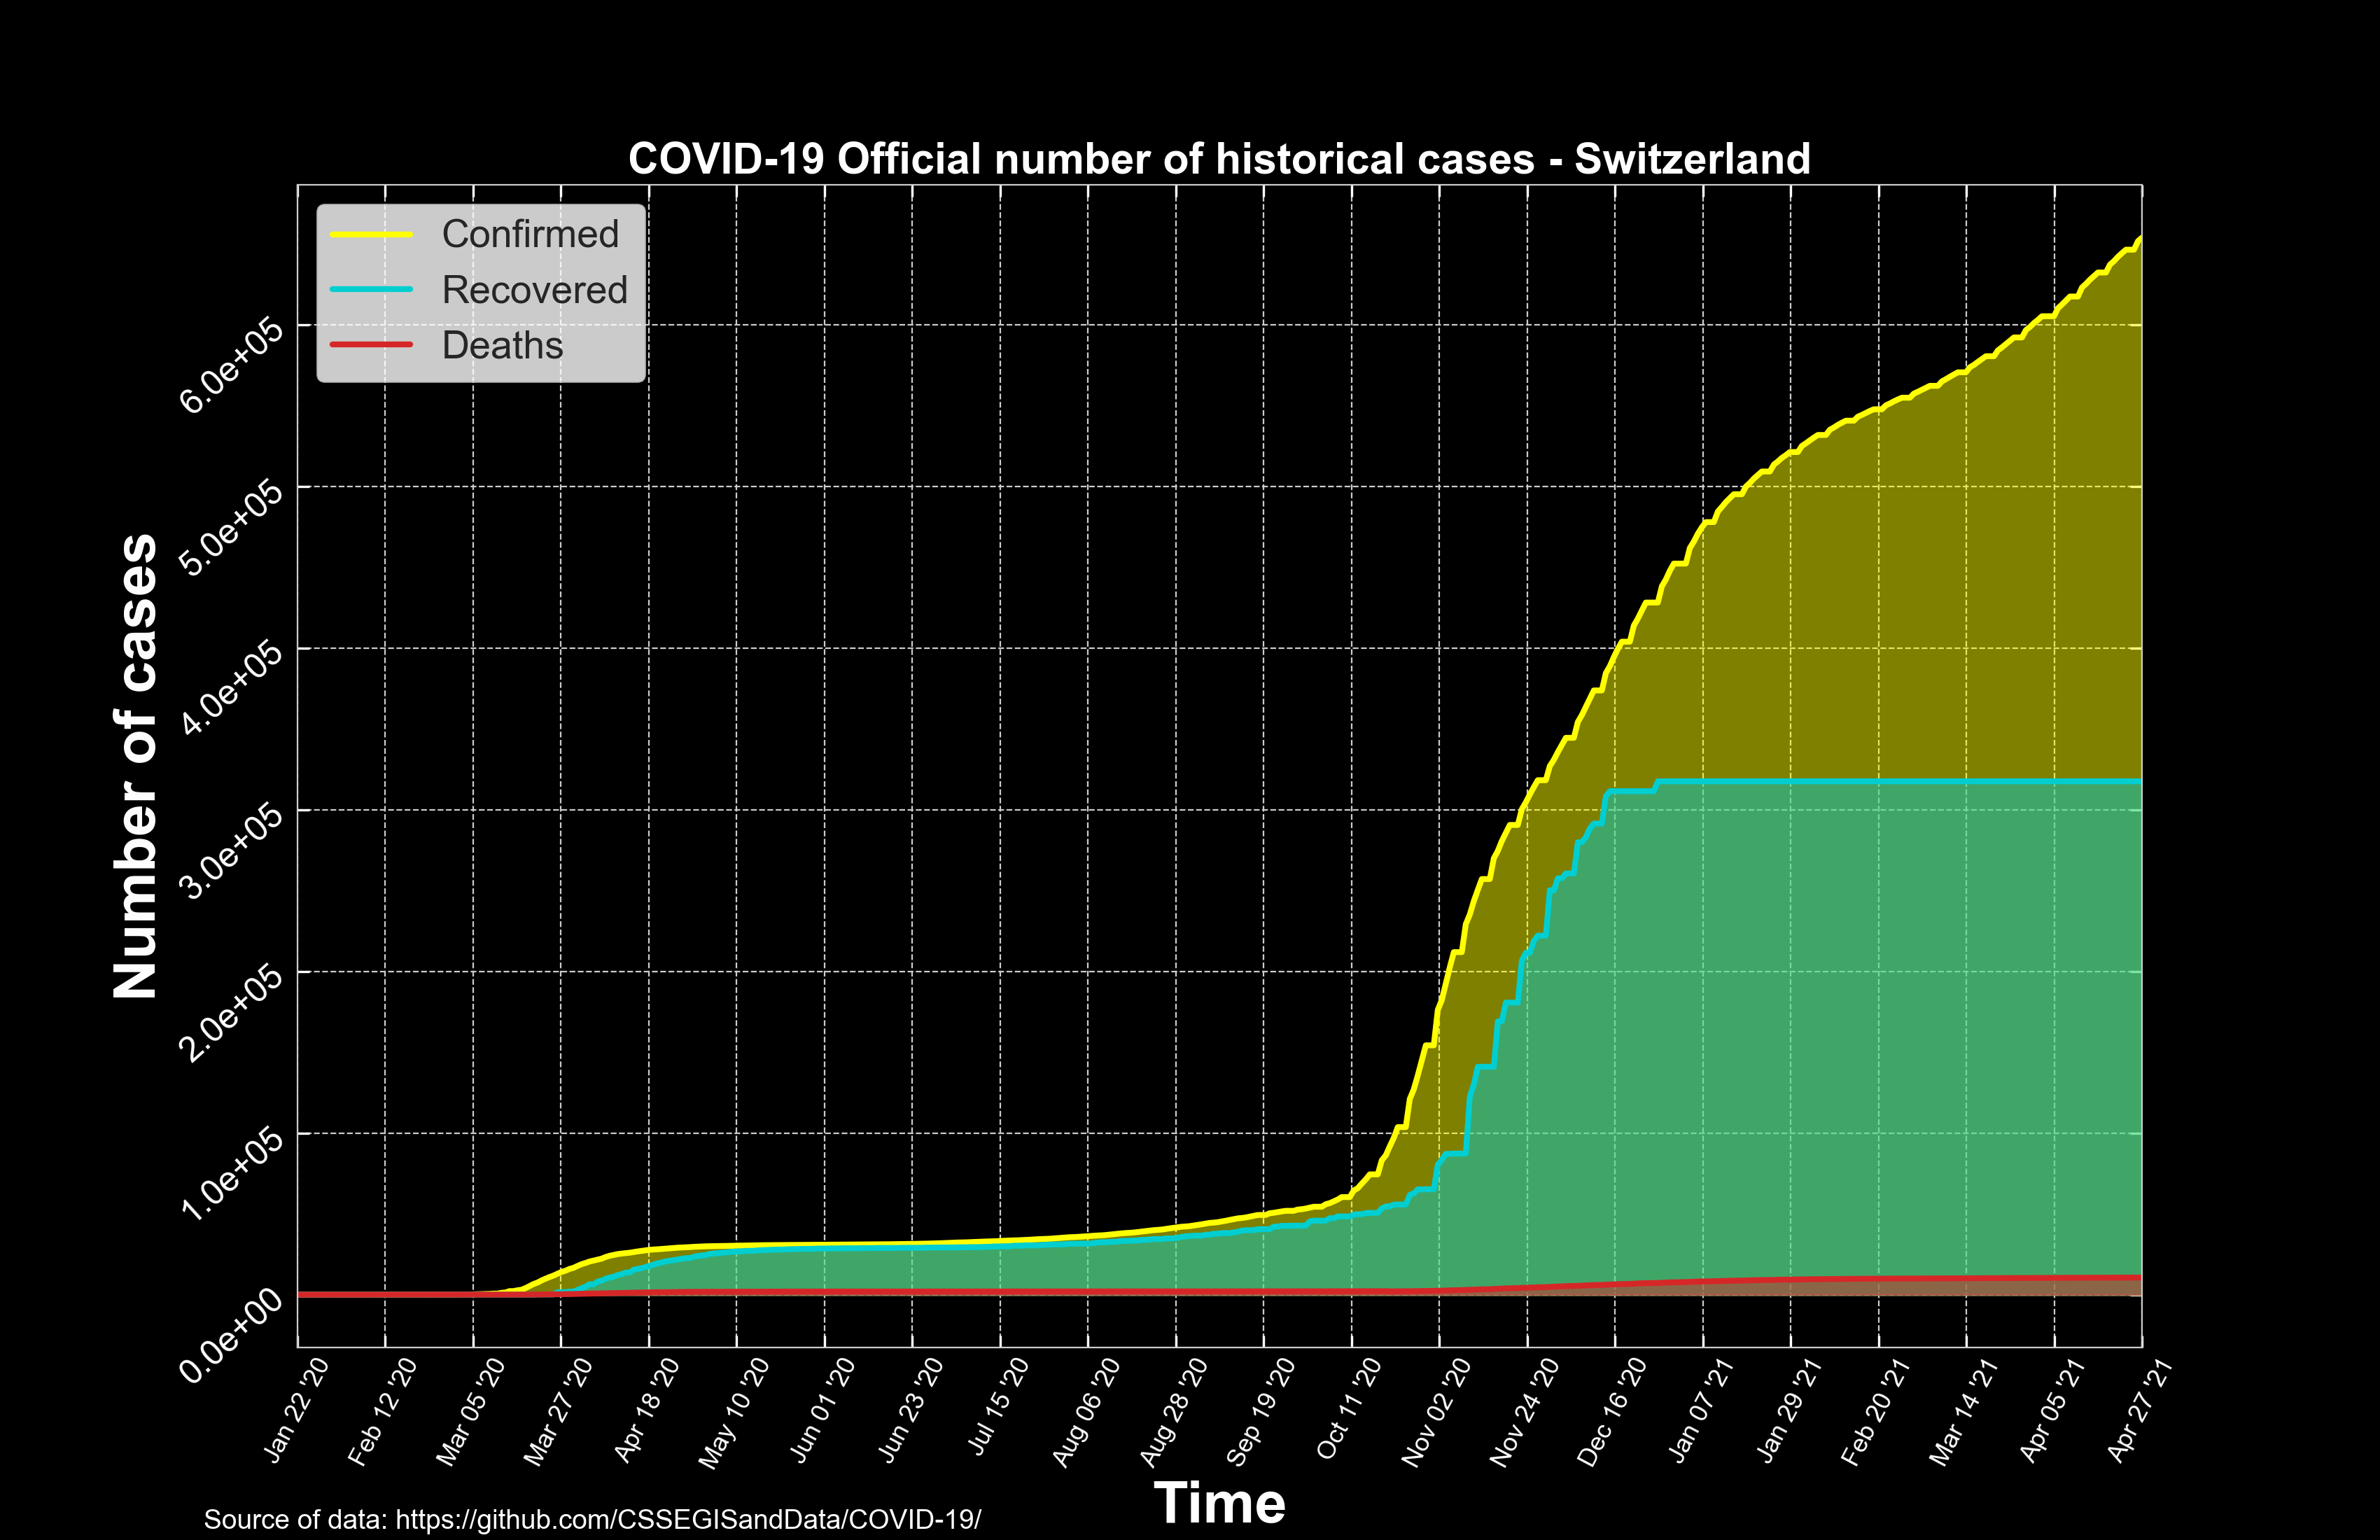 COVID-19 Official number of historical cases - Switzerland
Confirmed
Recovered
Deaths
Number of cases
6.0e+05
5.0e+05
4.0e+05
3.0e+05
2.0e+05
1.0e+05
0.0e+00
Jan 22 '20
Feb 12 '20
Mar 05 '20
Mar 27 '20
Apr 18 '20
May 10 '20
Jun 01 '20
Jun 23 '20
Jul 15 '20
Aug 06 '20
Aug 28 '20
Sep 19 '20
Oct 11 '20
Nov 02 '20
Nov 24 '20
Dec 16 '20
Jan 07 '21
Jan 29 '21
Feb 20 '21
Mar 14 '21
Apr 05 '21
Apr 27 '21
Time
Source of data: https://github.com/CSSEGISandData/COVID-19/